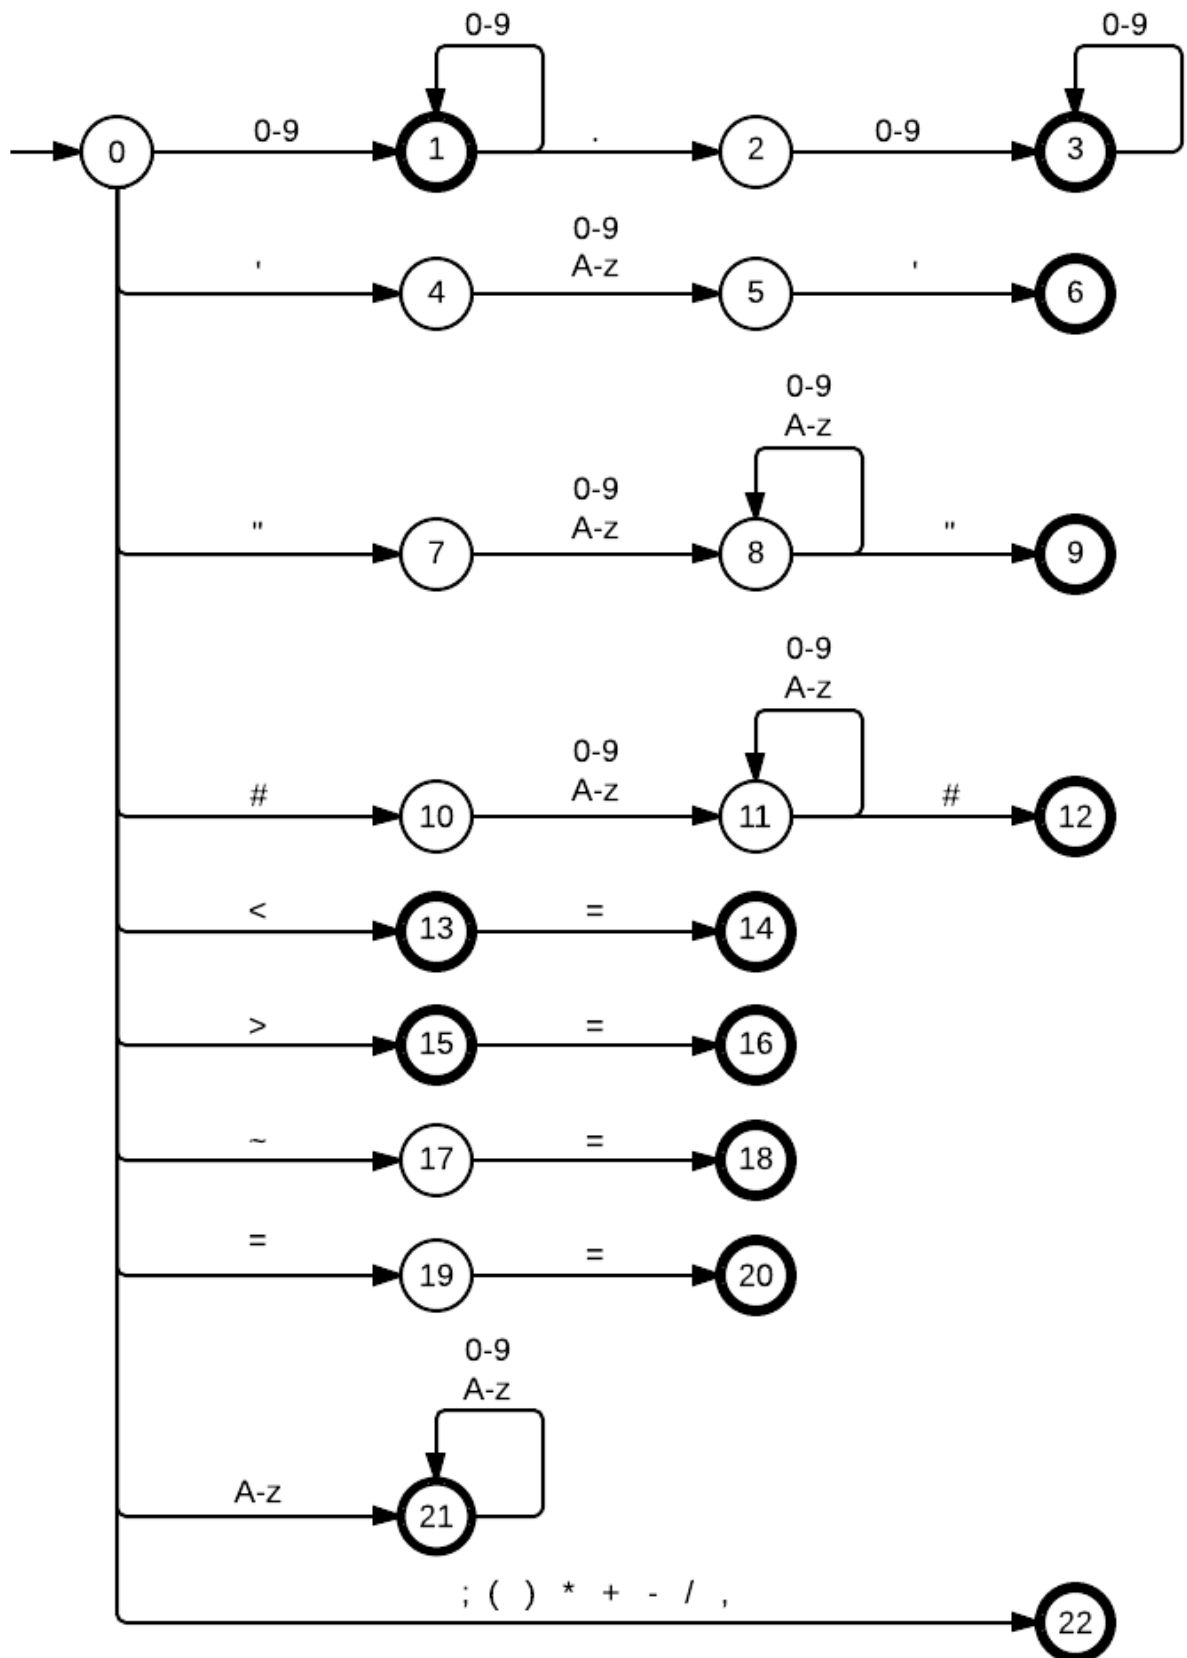 0-9 0-9
0 0-9 1 . 2 0-9 3
0-9
' 4 A-z 5 ' 6
0-9
A-z
0-9
" 7 A-z 8 " 9
0-9
A-z
0-9
# 10 A-z 11 # 12
< 13 = 14
> 15 = 16
~ 17 = 18
= 19 = 20
0-9
A-z
A-z 21
; ( ) * + - / ,
22